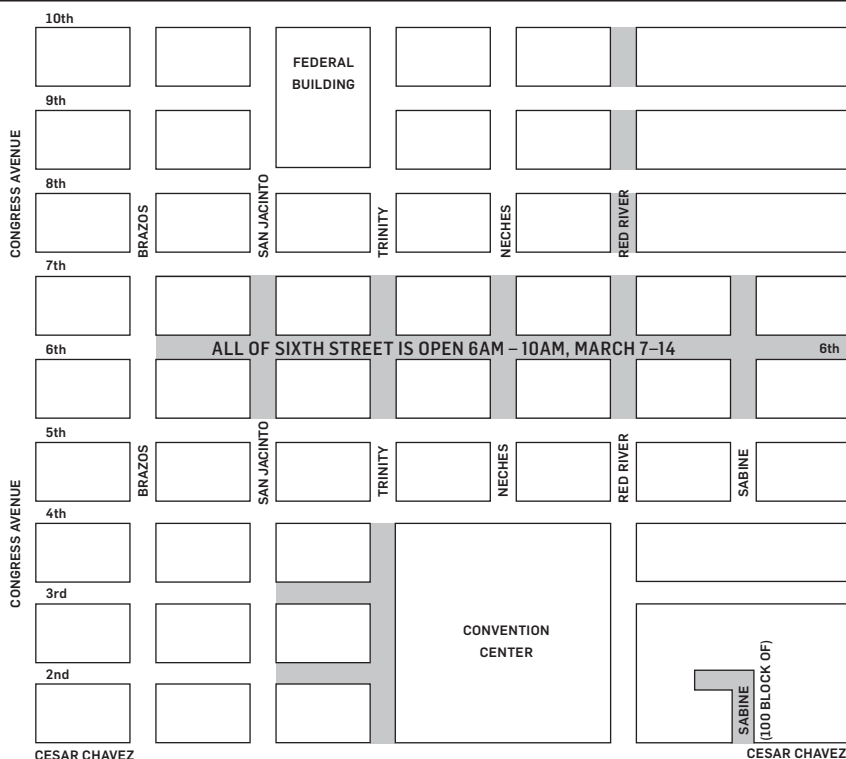 10th
FEDERAL
BUILDING
9th
CONGRESS AVENUE
8th
BRAZOS
SAN JACINTO
TRINITY
NECHES
RED RIVER
7th
6th
ALL OF SIXTH STREET IS OPEN 6AM – 10AM, MARCH 7–14
6th
5th
BRAZOS
SAN JACINTO
TRINITY
NECHES
RED RIVER
SABINE
CONGRESS AVENUE
4th
3rd
CONVENTION
CENTER
2nd
SABINE
(100 BLOCK OF)
CESAR CHAVEZ
CESAR CHAVEZ